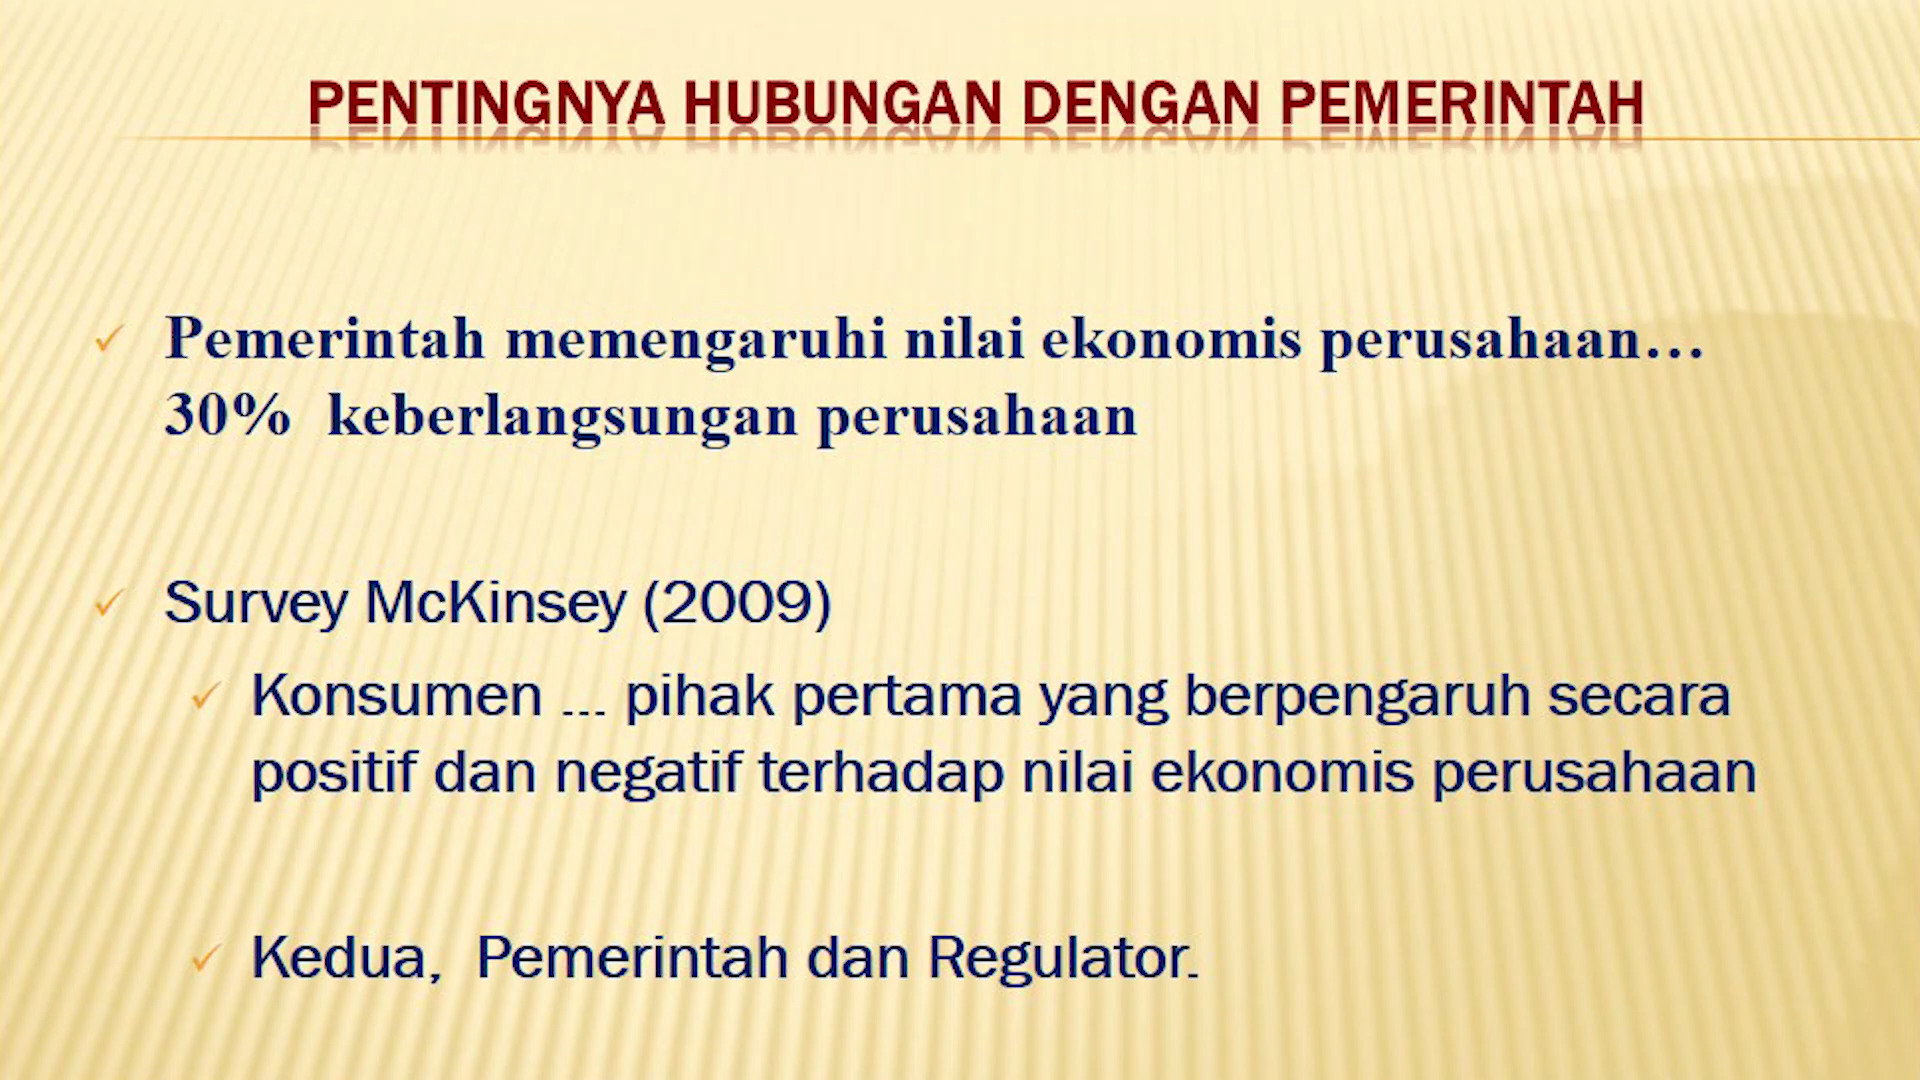 PENTINGNYA HUBUNGAN DENGAN PEMERINTAH
Pemerintah memengaruhi nilai ekonomis perusahaan…
30% keberlangsungan perusahaan
Survey McKinsey (2009)
Konsumen ... pihak pertama yang berpengaruh secara
positif dan negatif terhadap nilai ekonomis perusahaan
Kedua, Pemerintah dan Regulator.